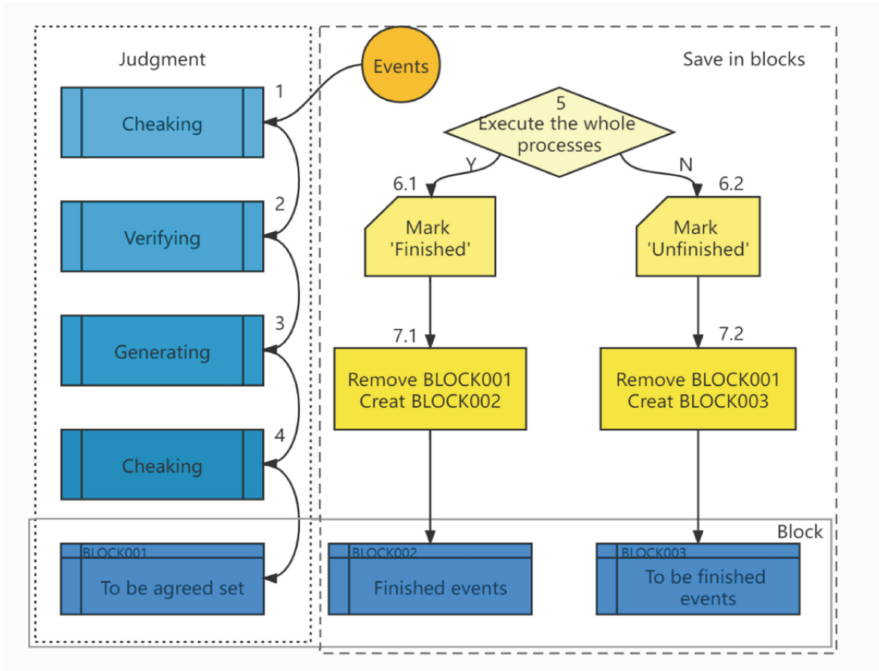 Judgment
Events
Save in blocks
1
Cheaking
2
Verifying
3
Generating
4
Cheaking
5
Execute the whole
processes
Y
N
6.1
6.2
Mark
'Finished'
Mark
'Unfinished'
7.1
7.2
Remove BLOCK001
Creat BLOCK002
Remove BLOCK001
Creat BLOCK003
Block
BLOCK001
To be agreed set
BLOCK002
Finished events
BLOCK003
To be finished
events